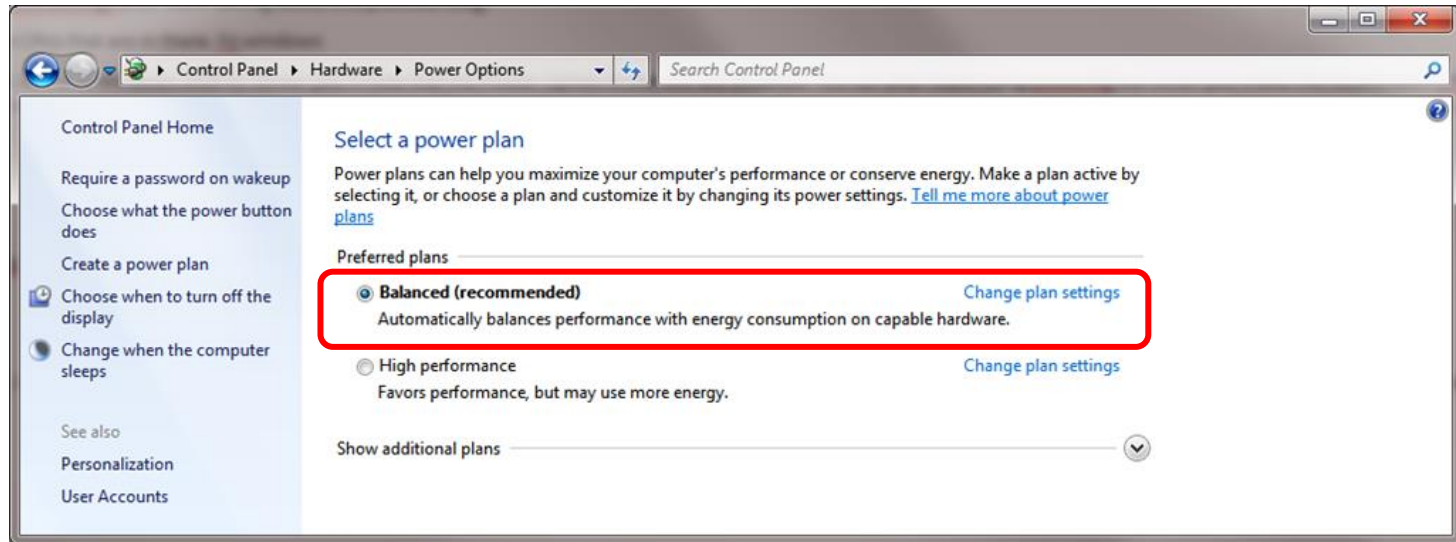 Control Panel Hardware Power Options
Search Control Panel
Control Panel Home
Require a password on wakeup
Choose what the power button
does
Create a power plan
Choose when to turn off the
display
Change when the computer
sleeps
See also
Personalization
User Accounts
Select a power plan
Power plans can help you maximize your computer's performance or conserve energy. Make a plan active by
selecting it, or choose a plan and customize it by changing its power settings. Tell me more about power
plans
Preferred plans
Balanced (recommended) Change plan settings
Automatically balances performance with energy consumption on capable hardware.
High performance Change plan settings
Favors performance, but may use more energy.
Show additional plans